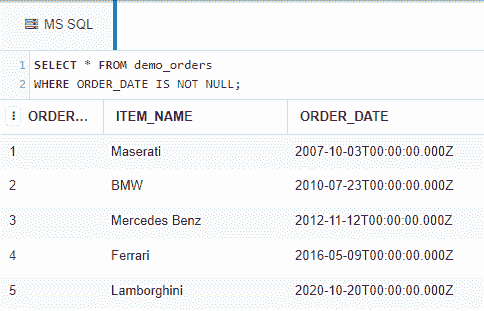 MS SQL
1 SELECT * FROM demo_orders
2 WHERE ORDER_DATE IS NOT NULL;
ORDER... ITEM_NAME ORDER_DATE
1 Maserati 2007-10-03T00:00:00.000Z
2 BMW 2010-07-23T00:00:00.000Z
3 Mercedes Benz 2012-11-12T00:00:00.000Z
4 Ferrari 2016-05-09T00:00:00.000Z
5 Lamborghini 2020-10-20T00:00:00.000Z